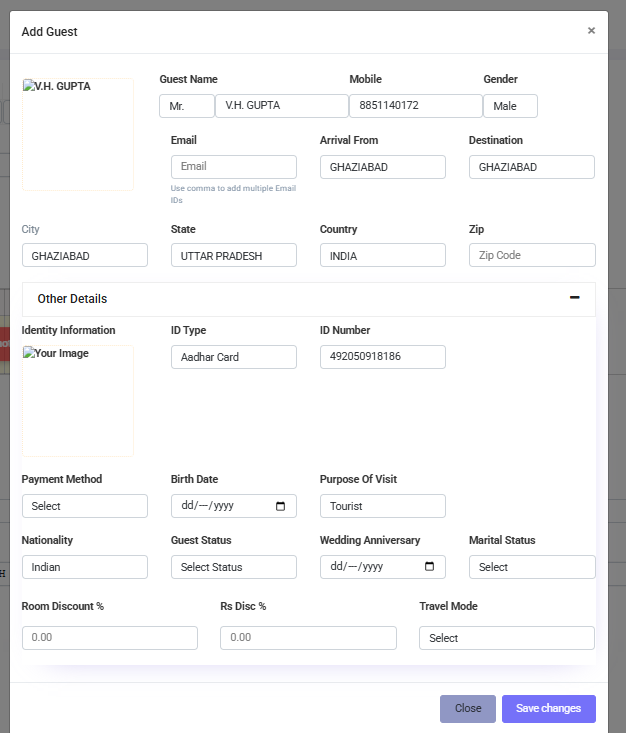 Add Guest ×
V.H. GUPTA
Guest Name Mobile Gender
Mr. V.H. GUPTA 8851140172 Male
Email Arrival From Destination
Email GHAZIABAD GHAZIABAD
Use comma to add multiple Email
IDs
City State Country Zip
GHAZIABAD UTTAR PRADESH INDIA Zip Code
Other Details
Identity Information ID Type ID Number
Your Image Aadhar Card 492050918186
Payment Method Birth Date Purpose Of Visit
Select dd/---/yyyy Tourist
Nationality Guest Status Wedding Anniversary Marital Status
Indian Select Status dd/---/yyyy Select
Room Discount % Rs Disc % Travel Mode
0.00 0.00 Select
Close Save changes